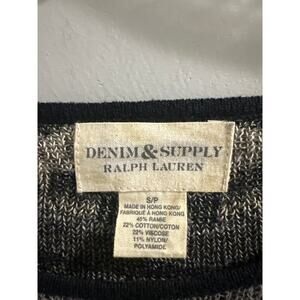 DENIM & SUPPLY
RALPH LAUREN
S/P
MADE IN HONG KONG/
FABRIQUÉ À HONG KONG
45% RAMIE
22% COTTON/COTON
22% VISCOSE
11% NYLON/
POLYAMIDE